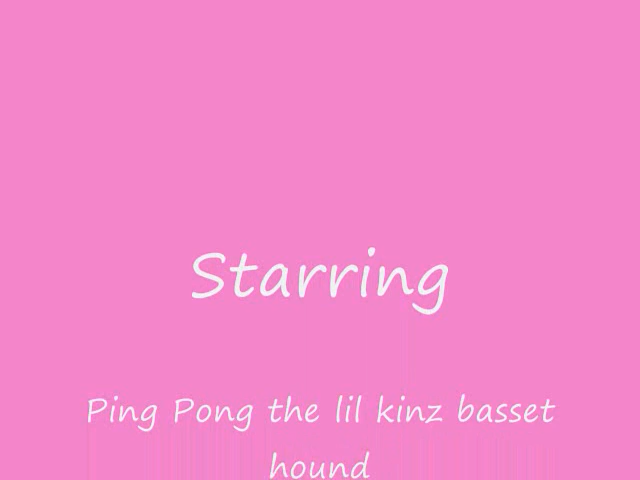 Starring
Ping Pong the lil kinz basset
hound